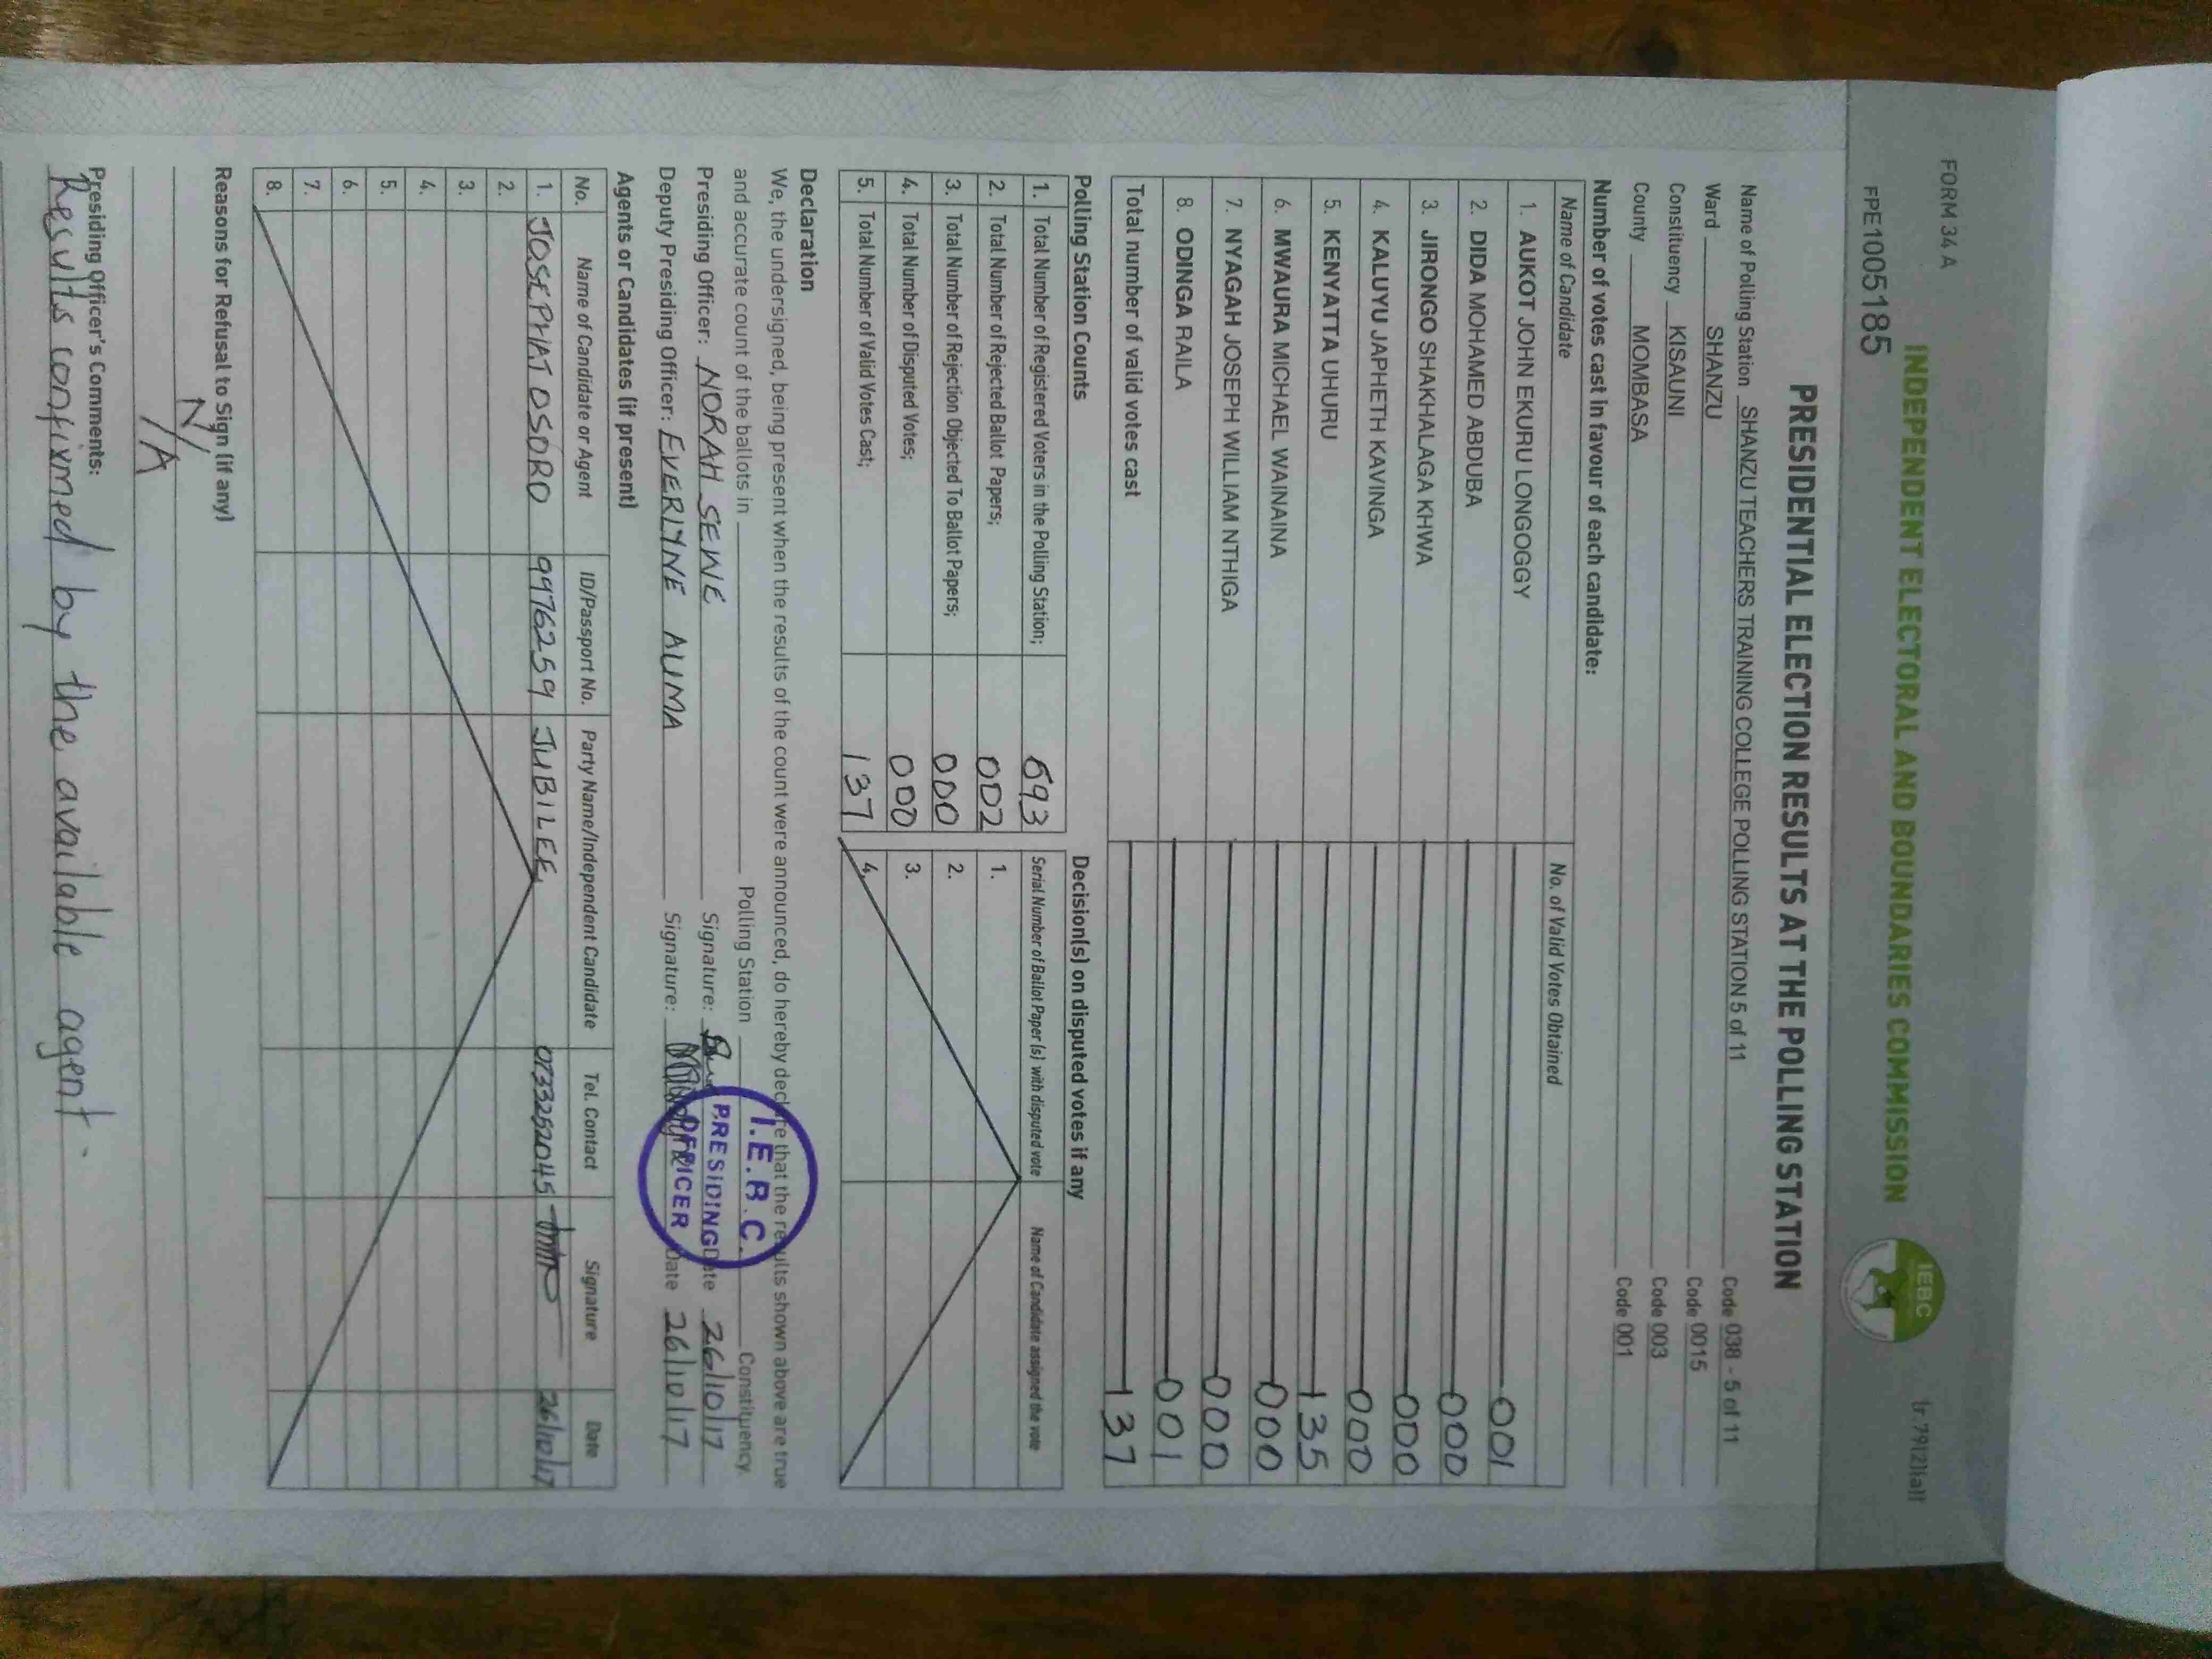 FORM 34 A
r.79(2)(a)
INDEPENDENT ELECTORAL AND BOUNDARIES COMMISSION
IEBC
FPE1005185
PRESIDENTIAL ELECTION RESULTS AT THE POLLING STATION
Name of Polling Station SHANZU TEACHERS TRAINING COLLEGE POLLING STATION 5 of 11 Code 038 - 5 of 11
Ward SHANZU Code 0015
Constituency KISAUNI Code 003
County MOMBASA Code 001
Number of votes cast in favour of each candidate:
Name of Candidate No. of Valid Votes Obtained
1. AUKOT JOHN EKURU LONGOGGY 001
2. DIDA MOHAMED ABDUBA 000
3. JIRONGO SHAKHALAGA KHWA 000
4. KALUYU JAPHETH KAVINGA 000
5. KENYATTA UHURU 135
6. MWAURA MICHAEL WAINAINA 000
7. NYAGAH JOSEPH WILLIAM NTHIGA 000
8. ODINGA RAILA 001
Total number of valid votes cast 137
Polling Station Counts Decision(s) on disputed votes if any
1. Total Number of Registered Voters in the Polling Station; 693 Serial Number of Ballot Paper (s) with disputed vote Name of Candidate assigned the vote
2. Total Number of Rejected Ballot Papers; 002 1.
3. Total Number of Rejection Objected To Ballot Papers; 000 2.
4. Total Number of Disputed Votes; 000 3.
5. Total Number of Valid Votes Cast; 137 4.
Declaration
We, the undersigned, being present when the results of the count were announced, do hereby declare that the results shown above are true
and accurate count of the ballots in Polling Station Constituency
Presiding Officer: NORAH SEWE Signature: Date 26/10/17
Deputy Presiding Officer: EVERLYNE AUMA Signature: Date 26/10/17
I.E.B.C.
PRESIDING
OFFICER
Agents or Candidates (if present)
No. Name of Candidate or Agent ID/Passport No. Party Name/Independent Candidate Tel. Contact Signature Date
1. JOSEPHAT OSORO 9976259 JUBILEE 0733252045 26/10/17
2.
3.
4.
5.
6.
7.
8.
Reasons for Refusal to Sign (if any)
N/A
Presiding Officer's Comments:
Results confirmed by the available agent.